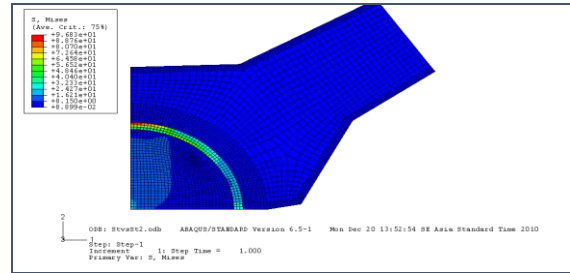 S, Mises
(Ave. Crit.: 75%)
+9.683e+01
+8.876e+01
+8.070e+01
+7.264e+01
+6.458e+01
+5.652e+01
+4.846e+01
+4.040e+01
+3.233e+01
+2.427e+01
+1.621e+01
+8.150e+00
+8.899e-02
2
3
1
ODB: StvsSt2.odb ABAQUS/STANDARD Version 6.5-1 Mon Dec 20 13:52:54 SE Asia Standard Time 2010
Step: Step-1
Increment 1: Step Time = 1.000
Primary Var: S, Mises